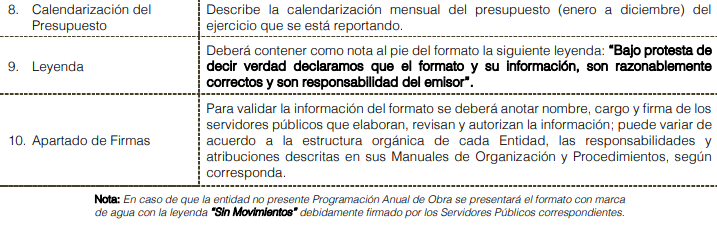 8. Calendarización del Presupuesto
Describe la calendarización mensual del presupuesto (enero a diciembre) del
ejercicio que se está reportando.
9. Leyenda
Deberá contener como nota al pie del formato la siguiente leyenda: “Bajo protesta de
decir verdad declaramos que el formato y su información, son razonablemente
correctos y son responsabilidad del emisor”.
10. Apartado de Firmas
Para validar la información del formato se deberá anotar nombre, cargo y firma de los
servidores públicos que elaboran, revisan y autorizan la información; puede variar de
acuerdo a la estructura orgánica de cada Entidad, las responsabilidades y
atribuciones descritas en sus Manuales de Organización y Procedimientos, según
corresponda.
Nota: En caso de que la entidad no presente Programación Anual de Obra se presentará el formato con marca
de agua con la leyenda “Sin Movimientos” debidamente firmado por los Servidores Públicos correspondientes.